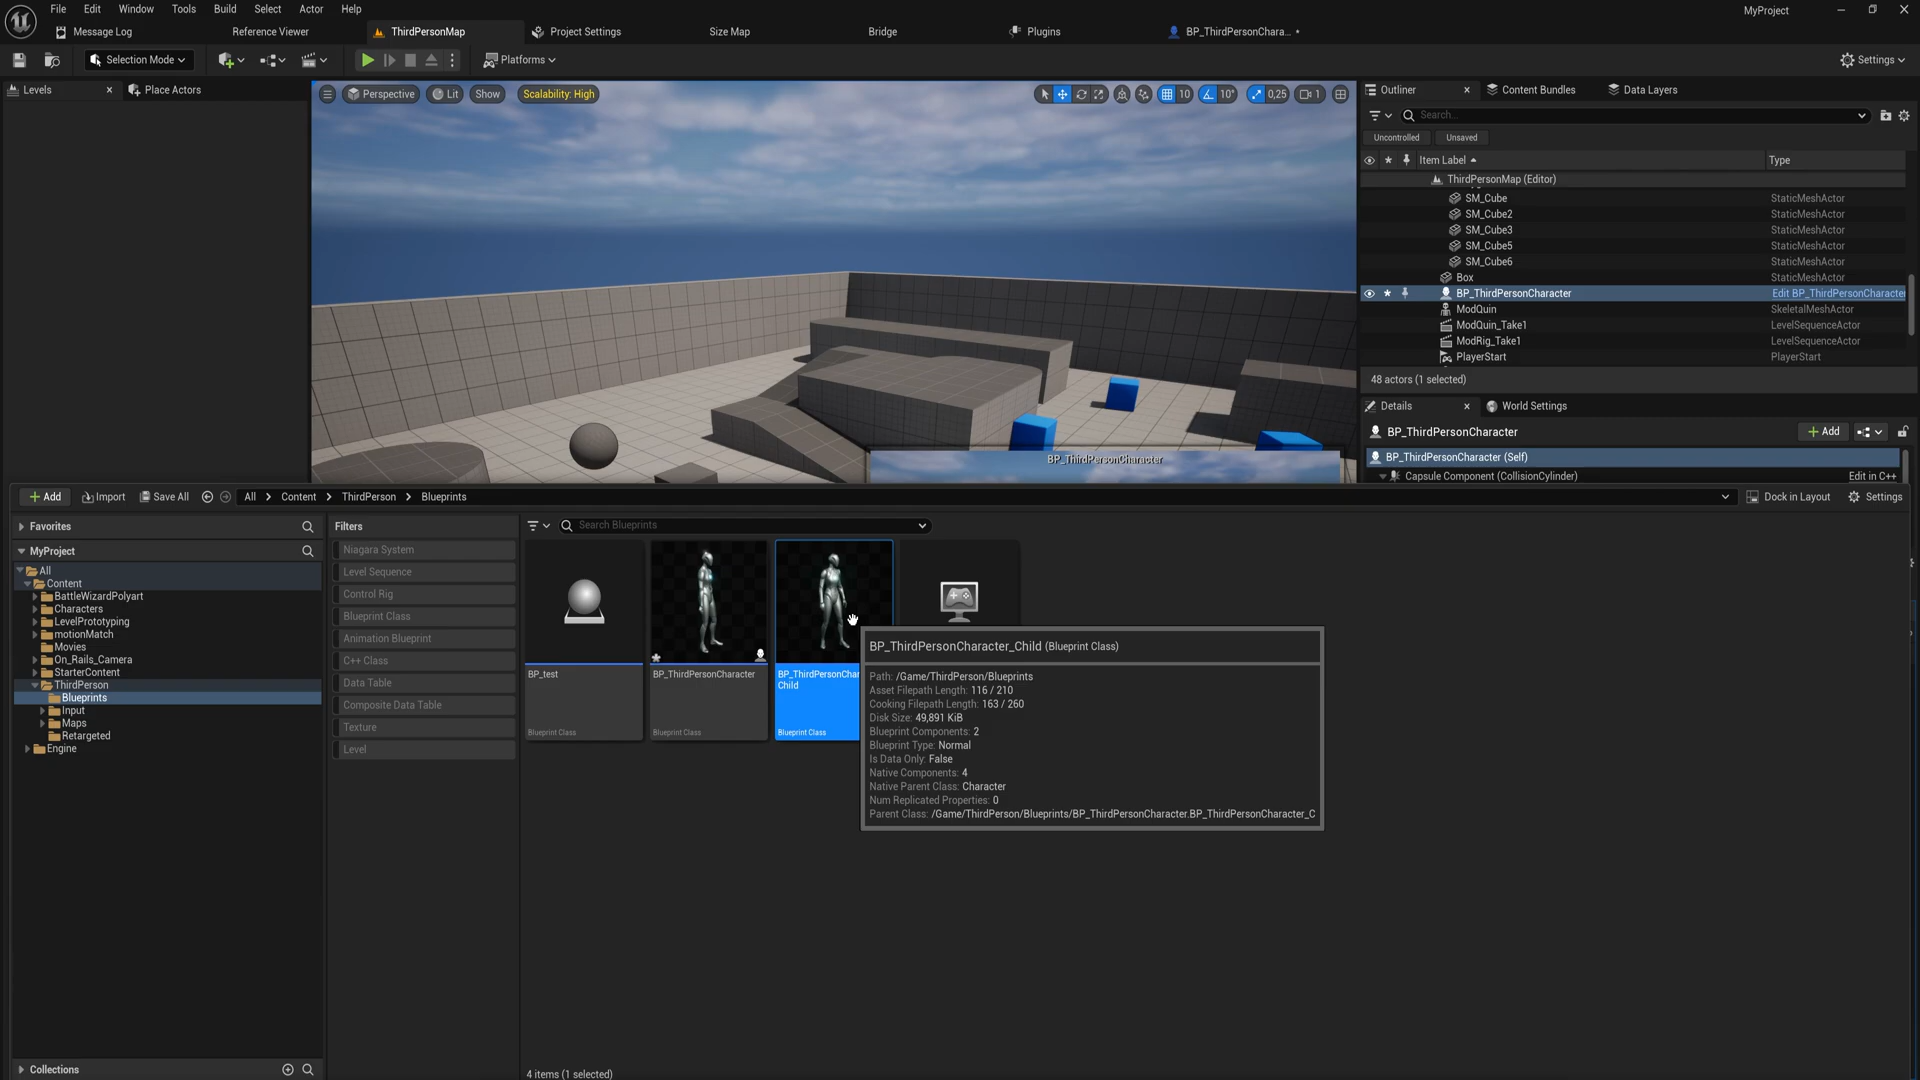 File Edit Window Tools Build Select Actor Help
MyProject
Message Log Reference Viewer ThirdPersonMap Project Settings Size Map Bridge Plugins BP_ThirdPersonChara... •
Selection Mode Platforms Settings
Levels Place Actors
Perspective Lit Show Scalability: High 10 10° 0,25 1
BP_ThirdPersonCharacter
Outliner Content Bundles Data Layers
Search...
Uncontrolled Unsaved
Item Label Type
ThirdPersonMap (Editor)
SM_Cube StaticMeshActor
SM_Cube2 StaticMeshActor
SM_Cube3 StaticMeshActor
SM_Cube5 StaticMeshActor
SM_Cube6 StaticMeshActor
Box StaticMeshActor
BP_ThirdPersonCharacter Edit BP_ThirdPersonCharacter
ModQuin SkeletalMeshActor
ModQuin_Take1 LevelSequenceActor
ModRig_Take1 LevelSequenceActor
PlayerStart PlayerStart
48 actors (1 selected)
Details World Settings
BP_ThirdPersonCharacter + Add
BP_ThirdPersonCharacter (Self)
Capsule Component (CollisionCylinder) Edit in C++
+ Add Import Save All All > Content > ThirdPerson > Blueprints Dock in Layout Settings
Favorites
MyProject
All
Content
BattleWizardPolyart
Characters
LevelPrototyping
motionMatch
Movies
On_Rails_Camera
StarterContent
ThirdPerson
Blueprints
Input
Maps
Retargeted
Engine
Collections
Filters
Niagara System
Level Sequence
Control Rig
Blueprint Class
Animation Blueprint
C++ Class
Data Table
Composite Data Table
Texture
Level
Search Blueprints
BP_test
Blueprint Class
BP_ThirdPersonCharacter
Blueprint Class
BP_ThirdPersonChar
Child
Blueprint Class
BP_ThirdPersonCharacter_Child (Blueprint Class)
Path: /Game/ThirdPerson/Blueprints
Asset Filepath Length: 116 / 210
Cooking Filepath Length: 163 / 260
Disk Size: 49,891 KiB
Blueprint Components: 2
Blueprint Type: Normal
Is Data Only: False
Native Components: 4
Native Parent Class: Character
Num Replicated Properties: 0
Parent Class: /Game/ThirdPerson/Blueprints/BP_ThirdPersonCharacter.BP_ThirdPersonCharacter_C
4 items (1 selected)